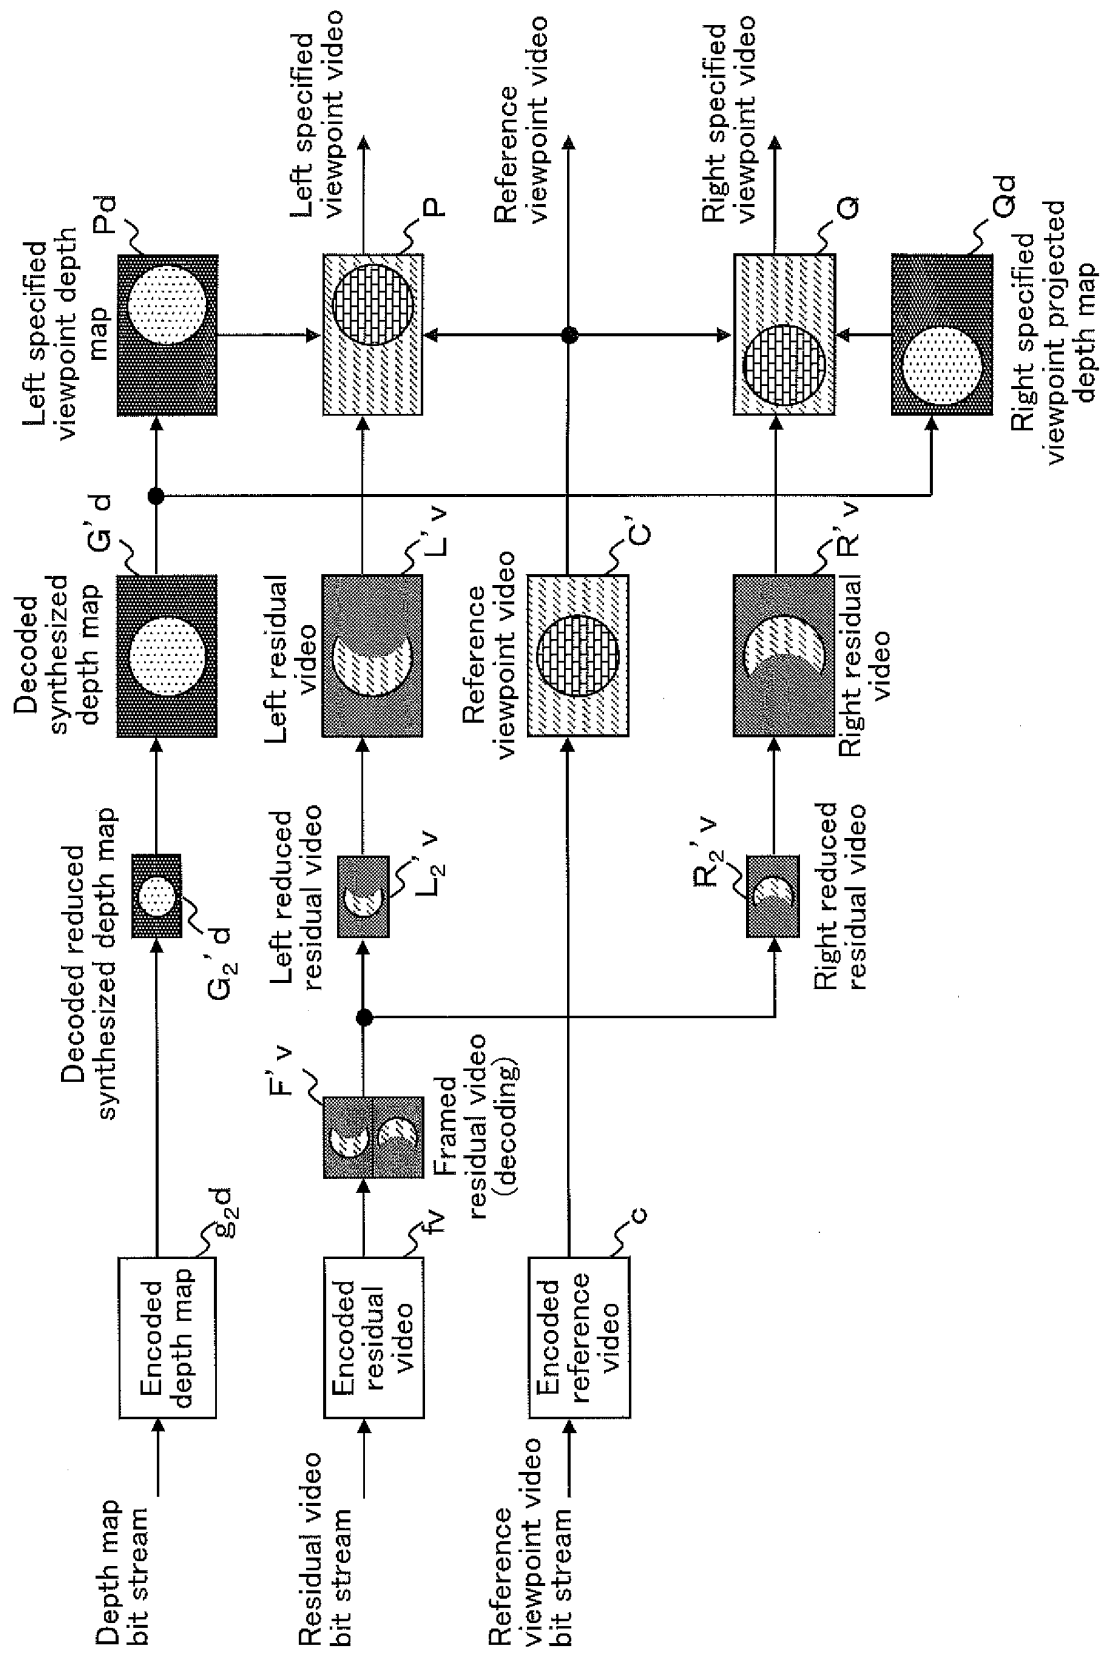 Depth map
bit stream
Encoded
depth map
g2d
Decoded reduced
synthesized depth map
G2'd
Decoded
synthesized
depth map
G'd
Left specified
viewpoint depth
map
Pd
Residual video
bit stream
Encoded
residual
video
fv
F'v
Framed
residual video
(decoding)
Left reduced
residual video
L2'v
Left residual
video
L'v
P
Left specified
viewpoint video
Reference
viewpoint video
bit stream
Encoded
reference
video
c
Reference
viewpoint video
C'
Reference
viewpoint video
R2'v
Right reduced
residual video
Right residual
video
R'v
Q
Right specified
viewpoint video
Qd
Right specified
viewpoint projected
depth map